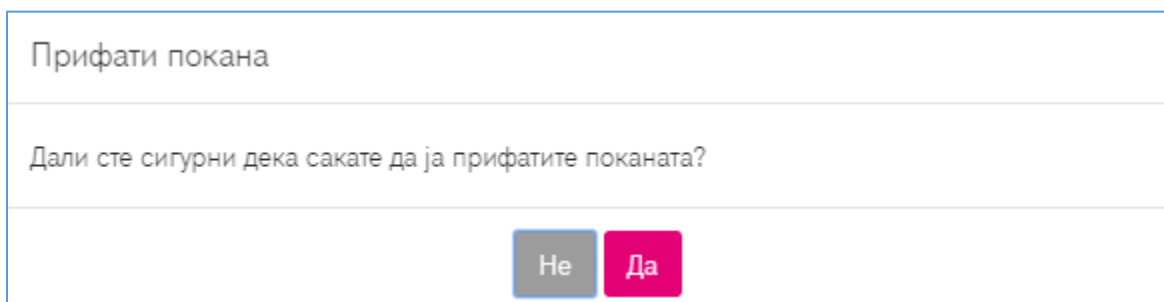 Прифати покана
Дали сте сигурни дека сакате да ја прифатите поканата?
Не Да